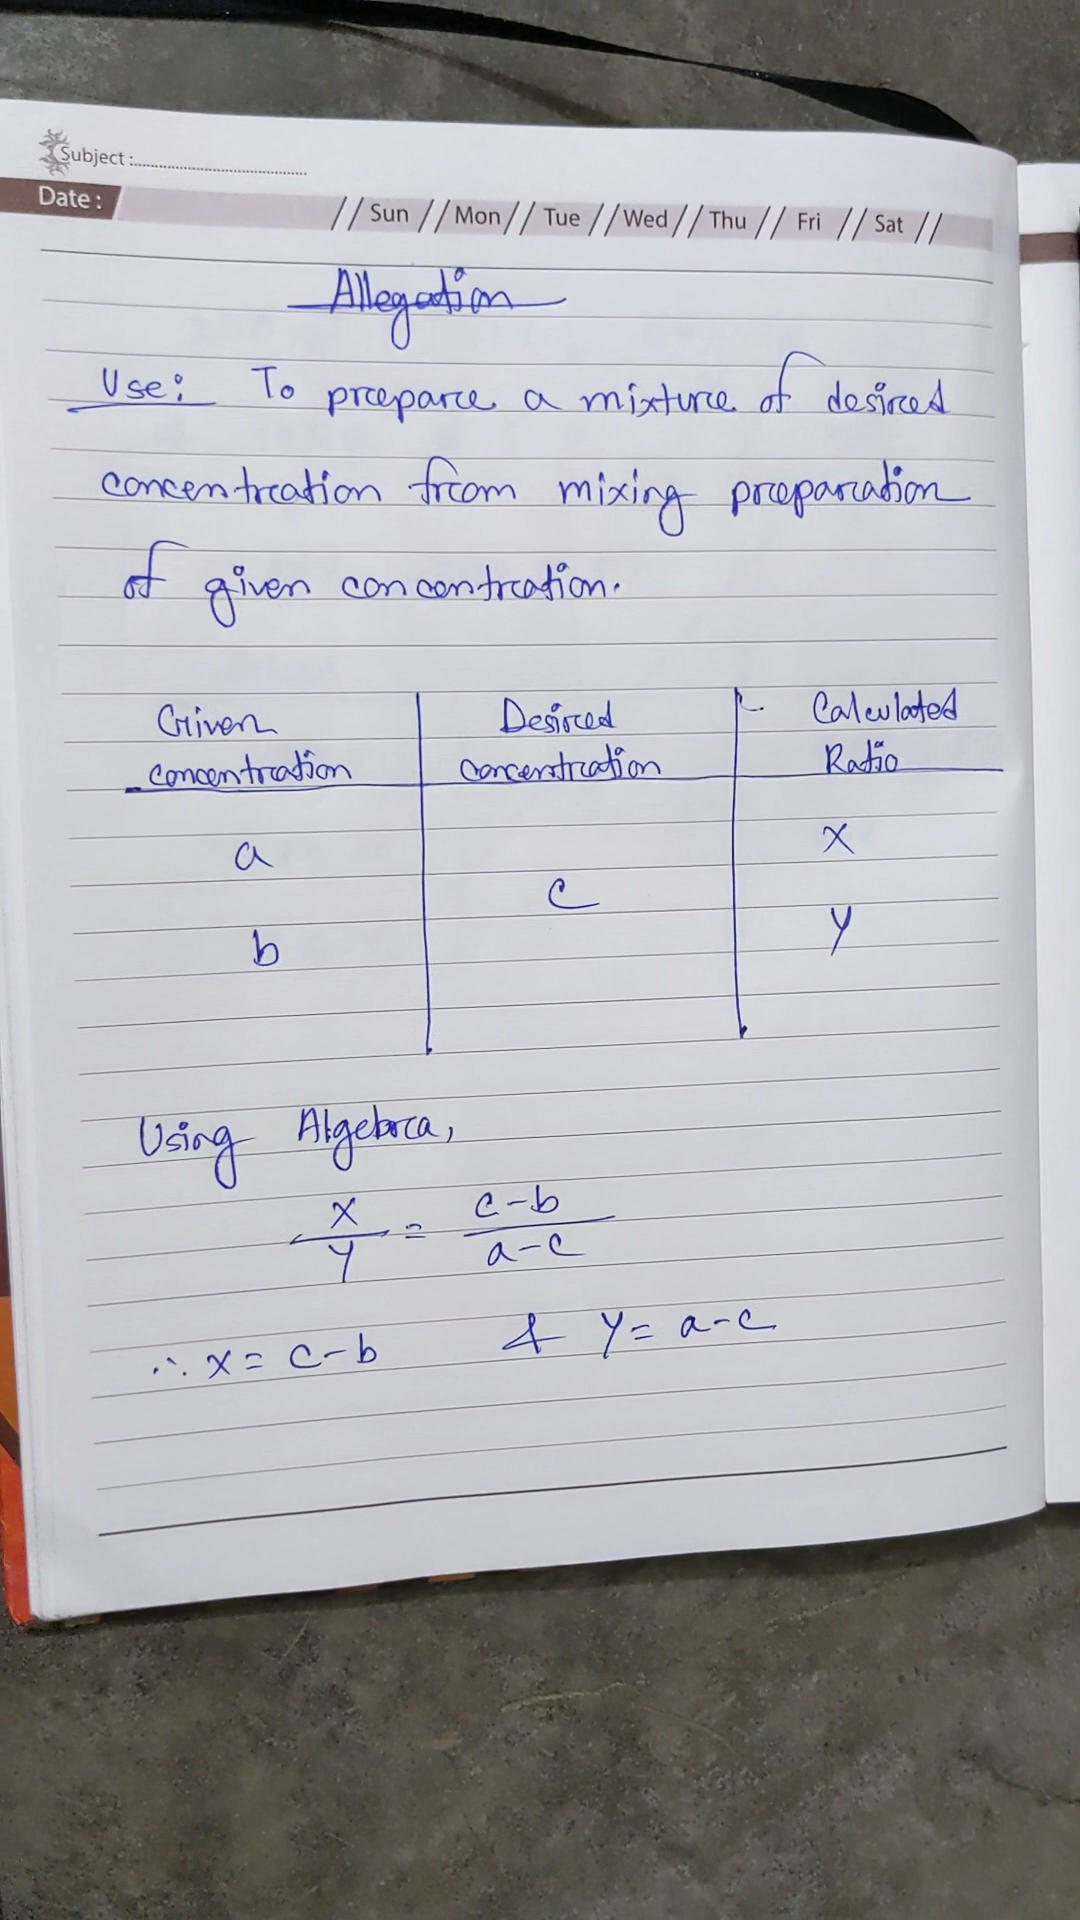 Subject :
Date :
// Sun // Mon // Tue // Wed // Thu // Fri // Sat //
Allegation
Use: To prepare a mixture of desired
concentration from mixing preparation
of given concentration.
Given Desired Calculated
concentration concentration Ratio
a x
c
b y
Using Algebra,
x/y = c-b/a-c
∴ x = c-b & y = a-c